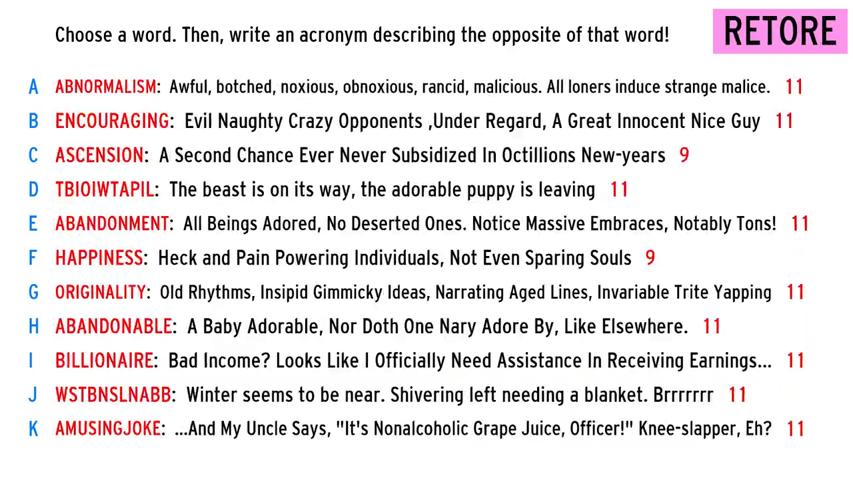 Choose a word. Then, write an acronym describing the opposite of that word!
RETORE
A ABNORMALISM: Awful, botched, noxious, obnoxious, rancid, malicious. All loners induce strange malice. 11
B ENCOURAGING: Evil Naughty Crazy Opponents ,Under Regard, A Great Innocent Nice Guy 11
C ASCENSION: A Second Chance Ever Never Subsidized In Octillions New-years 9
D TBIOIWTAPIL: The beast is on its way, the adorable puppy is leaving 11
E ABANDONMENT: All Beings Adored, No Deserted Ones. Notice Massive Embraces, Notably Tons! 11
F HAPPINESS: Heck and Pain Powering Individuals, Not Even Sparing Souls 9
G ORIGINALITY: Old Rhythms, Insipid Gimmicky Ideas, Narrating Aged Lines, Invariable Trite Yapping 11
H ABANDONABLE: A Baby Adorable, Nor Doth One Nary Adore By, Like Elsewhere. 11
I BILLIONAIRE: Bad Income? Looks Like I Officially Need Assistance In Receiving Earnings... 11
J WSTBNSLNABB: Winter seems to be near. Shivering left needing a blanket. Brrrrrrr 11
K AMUSINGJOKE: ...And My Uncle Says, "It's Nonalcoholic Grape Juice, Officer!" Knee-slapper, Eh? 11